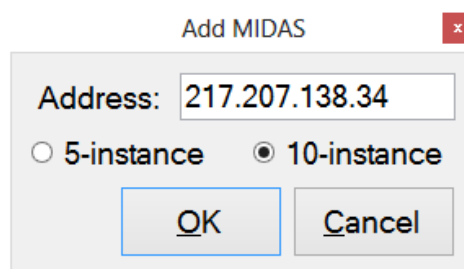 Add MIDAS x
Address: 217.207.138.34
5-instance 10-instance
OK Cancel